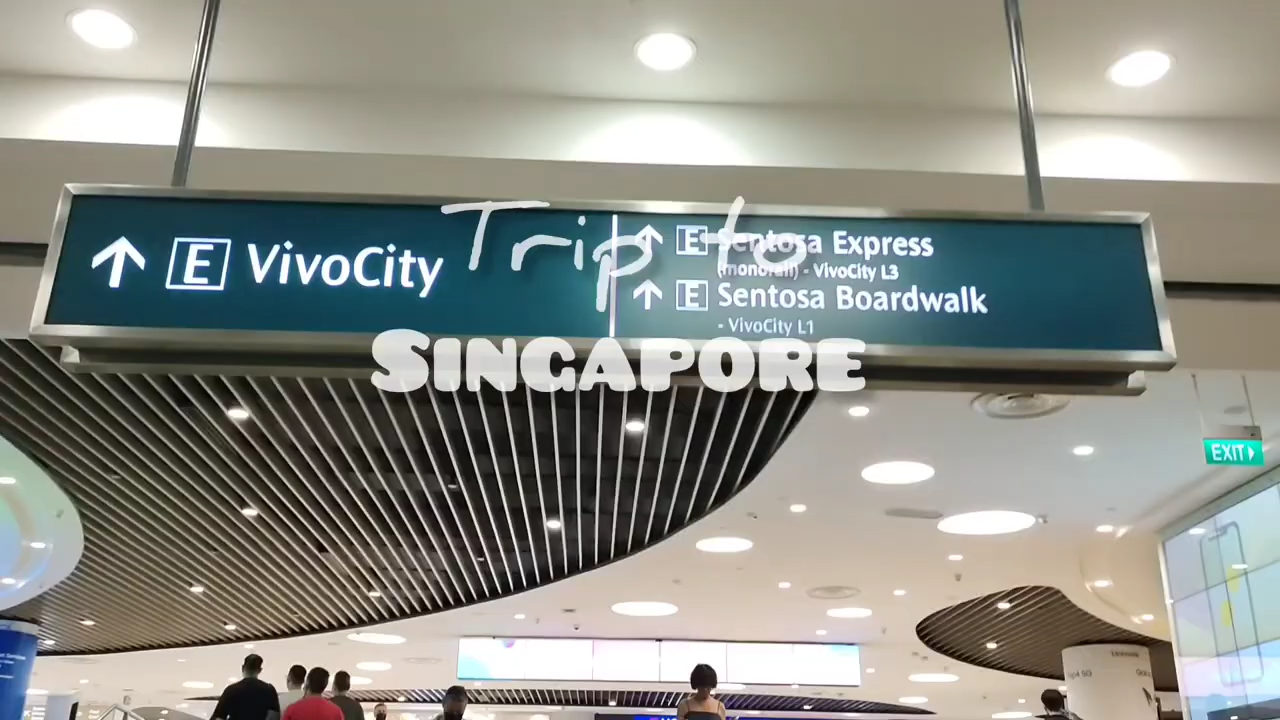 ↑ E VivoCity
↑ E Sentosa Express
(monorail) - VivoCity L3
↑ E Sentosa Boardwalk
- VivoCity L1
Trip to
SINGAPORE
EXIT